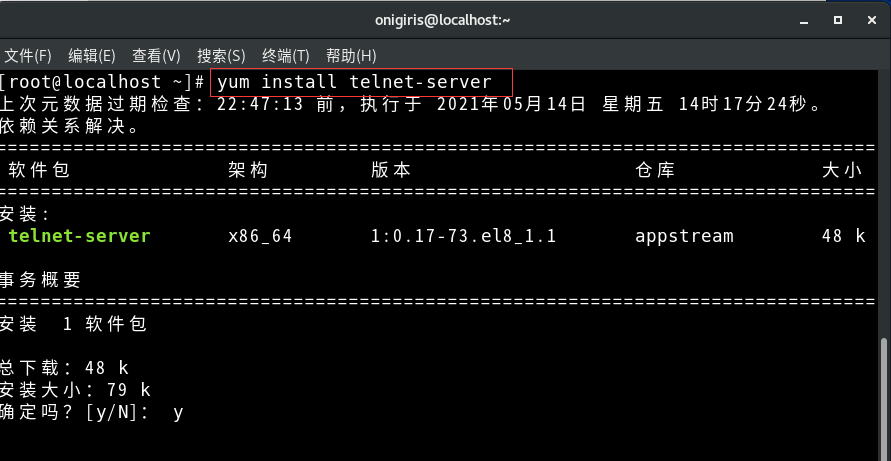 onigiris@localhost:~
文件(F) 编辑(E) 查看(V) 搜索(S) 终端(T) 帮助(H)
[root@localhost ~]# yum install telnet-server
上次元数据过期检查：22:47:13 前，执行于 2021年05月14日 星期五 14时17分24秒。
依赖关系解决。
================================================================================
软件包 架构 版本 仓库 大小
================================================================================
安装:
telnet-server x86_64 1:0.17-73.el8_1.1 appstream 48 k
事务概要
================================================================================
安装 1 软件包
总下载：48 k
安装大小：79 k
确定吗？[y/N]： y